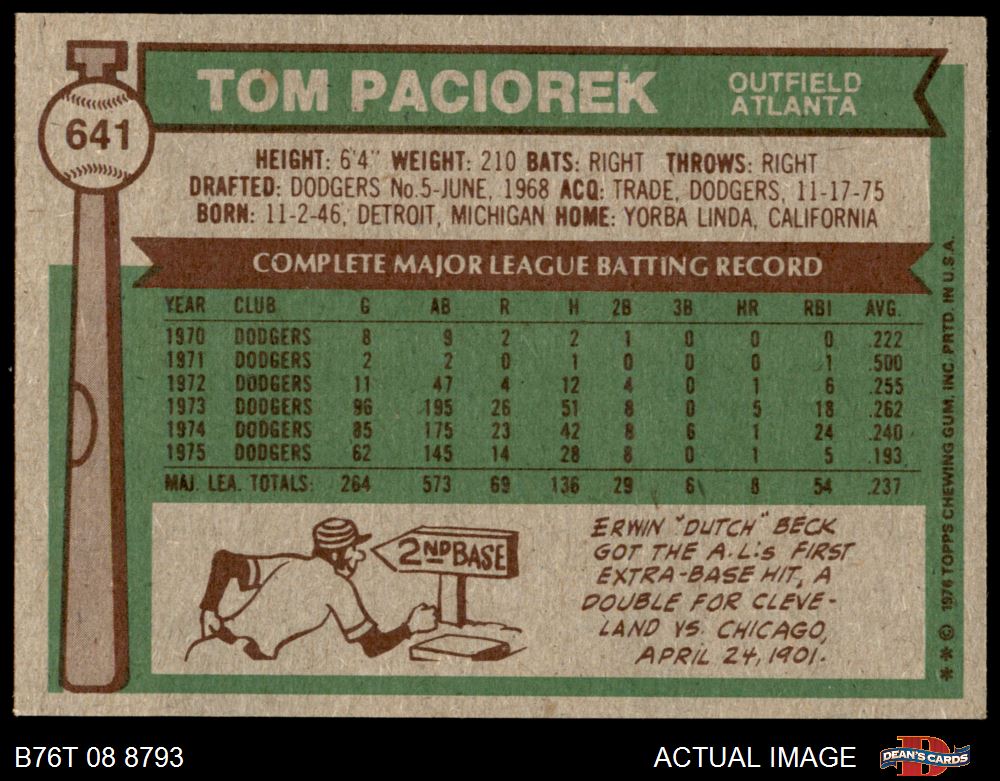 641
TOM PACIOREK
OUTFIELD
ATLANTA
HEIGHT: 6'4" WEIGHT: 210 BATS: RIGHT THROWS: RIGHT
DRAFTED: DODGERS No.5-JUNE, 1968 ACQ: TRADE, DODGERS, 11-17-75
BORN: 11-2-46, DETROIT, MICHIGAN HOME: YORBA LINDA, CALIFORNIA
COMPLETE MAJOR LEAGUE BATTING RECORD
YEAR CLUB G AB R H 2B 3B HR RBI AVG.
1970 DODGERS 8 9 2 2 1 0 0 0 .222
1971 DODGERS 2 2 0 1 0 0 0 1 .500
1972 DODGERS 11 47 4 12 4 0 1 6 .255
1973 DODGERS 96 195 26 51 8 0 5 18 .262
1974 DODGERS 85 175 23 42 8 6 1 24 .240
1975 DODGERS 62 145 14 28 8 0 1 5 .193
MAJ. LEA. TOTALS: 264 573 69 136 29 6 8 54 .237
2ND BASE
ERWIN "DUTCH" BECK
GOT THE A.L.'s FIRST
EXTRA-BASE HIT, A
DOUBLE FOR CLEVE-
LAND VS. CHICAGO,
APRIL 24, 1901.
* * © 1976 TOPPS CHEWING GUM, INC. PRTD. IN U.S.A.
B76T 08 8793
ACTUAL IMAGE
DEAN'S CARDS